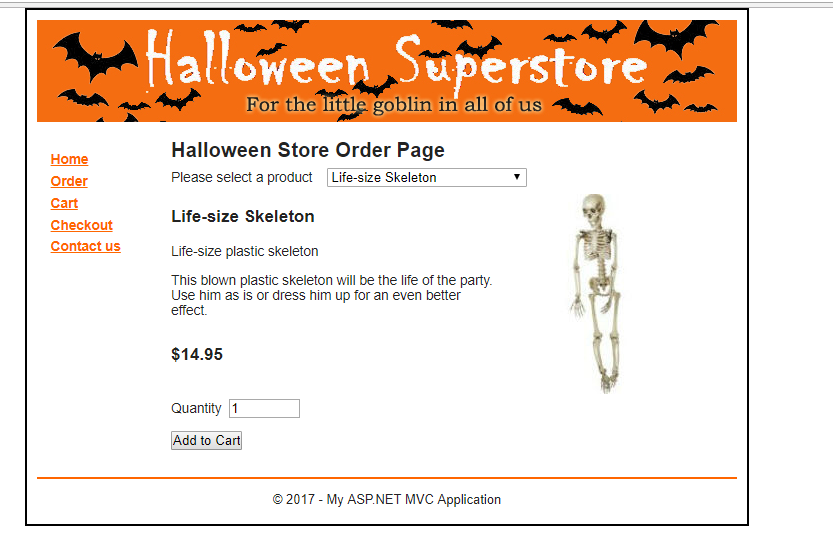 Halloween Superstore
For the little goblin in all of us
Home
Order
Cart
Checkout
Contact us
Halloween Store Order Page
Please select a product Life-size Skeleton
Life-size Skeleton
Life-size plastic skeleton
This blown plastic skeleton will be the life of the party.
Use him as is or dress him up for an even better
effect.
$14.95
Quantity 1
Add to Cart
© 2017 - My ASP.NET MVC Application